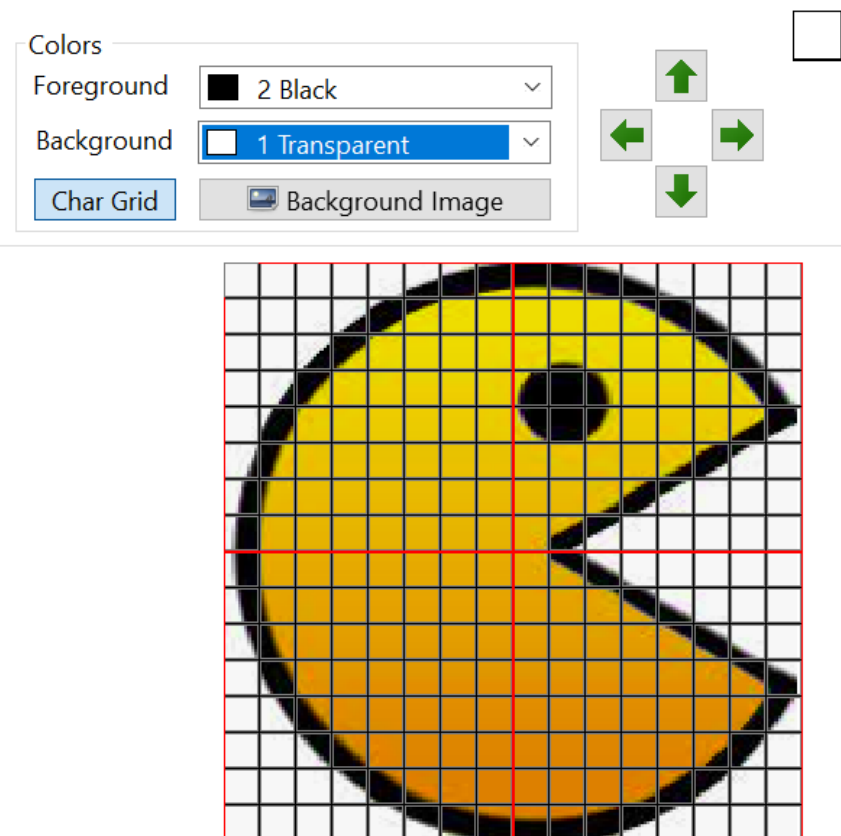 Colors
Foreground
2 Black
Background
1 Transparent
Char Grid
Background Image